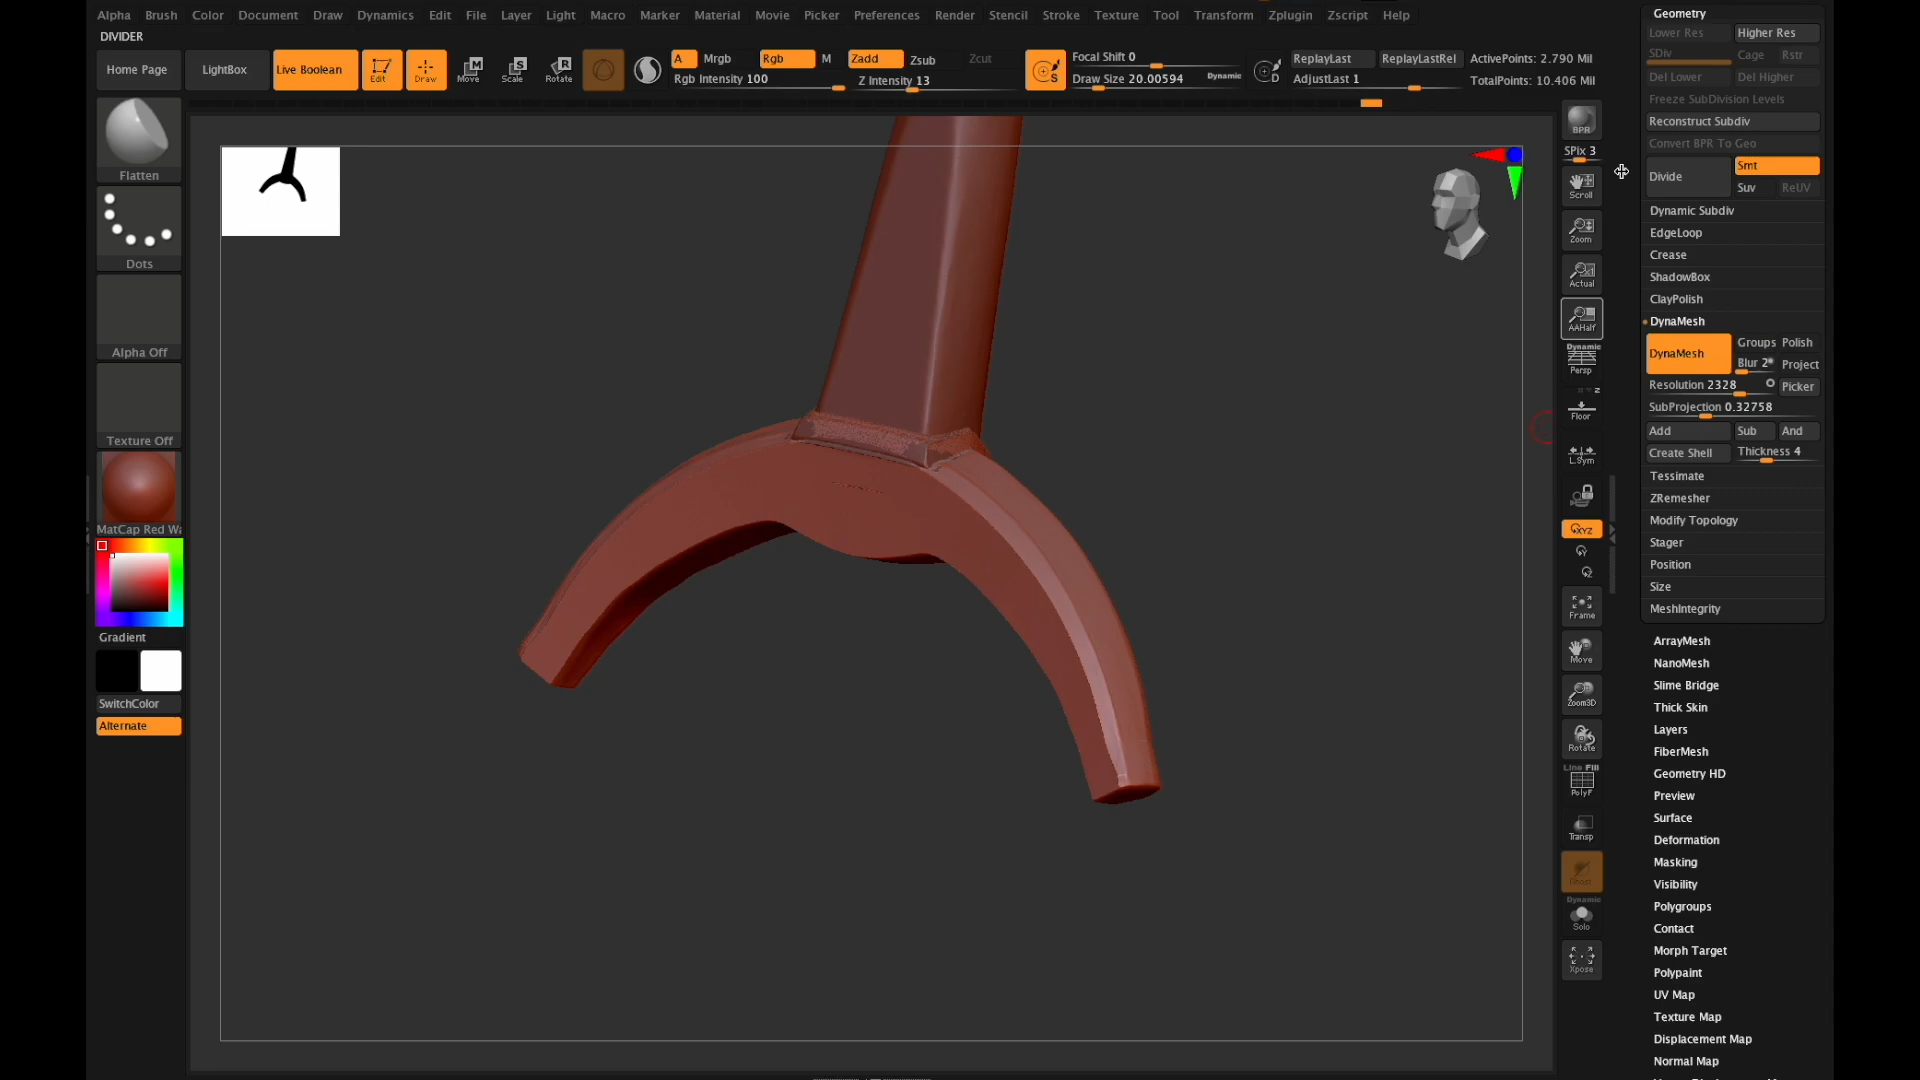 Alpha Brush Color Document Draw Dynamics Edit File Layer Light Macro Marker Material Movie Picker Preferences Render Stencil Stroke Texture Tool Transform Zplugin Zscript Help
DIVIDER
Home Page LightBox Live Boolean Edit Draw Move Scale Rotate
A Mrgb Rgb M Zadd Zsub Zcut
Rgb Intensity 100 Z Intensity 13
Focal Shift 0
Draw Size 20.00594 Dynamic
ReplayLast ReplayLastRel ActivePoints: 2.790 Mil
AdjustLast 1 TotalPoints: 10.406 Mil
Flatten
Dots
Alpha Off
Texture Off
MatCap Red Wa
Gradient
SwitchColor
Alternate
BPR
SPix 3
Scroll
Zoom
Actual
AAHalf
Dynamic
Persp
Floor
L.Sym
XYZ
Frame
Move
Zoom3D
Rotate
Line Fill
PolyF
Transp
Dynamic
Solo
Xpose
Geometry
Lower Res Higher Res
SDiv Cage Rstr
Del Lower Del Higher
Freeze SubDivision Levels
Reconstruct Subdiv
Convert BPR To Geo
Divide Smt
Suv ReUV
Dynamic Subdiv
EdgeLoop
Crease
ShadowBox
ClayPolish
DynaMesh
DynaMesh Groups Polish
Blur 2 Project
Resolution 2328 Picker
SubProjection 0.32758
Add Sub And
Create Shell Thickness 4
Tessimate
ZRemesher
Modify Topology
Stager
Position
Size
MeshIntegrity
ArrayMesh
NanoMesh
Slime Bridge
Thick Skin
Layers
FiberMesh
Geometry HD
Preview
Surface
Deformation
Masking
Visibility
Polygroups
Contact
Morph Target
Polypaint
UV Map
Texture Map
Displacement Map
Normal Map